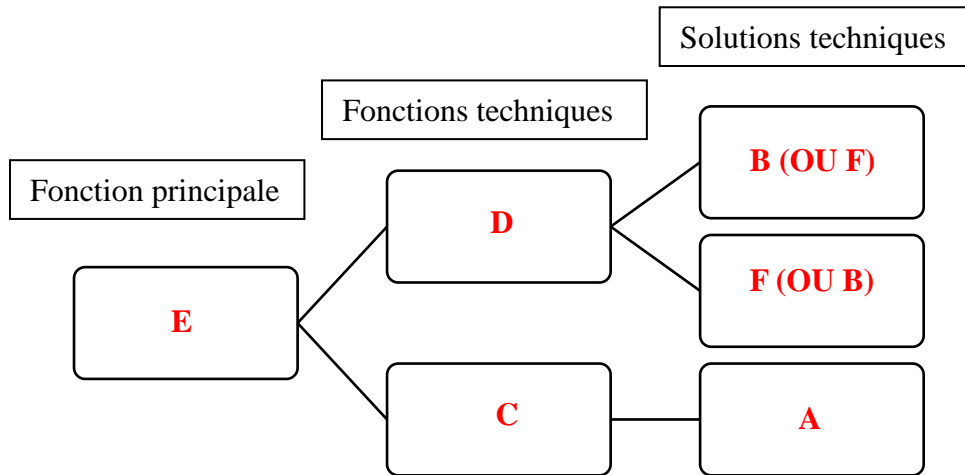 Solutions techniques
Fonctions techniques
Fonction principale
B (OU F)
D
F (OU B)
E
C
A